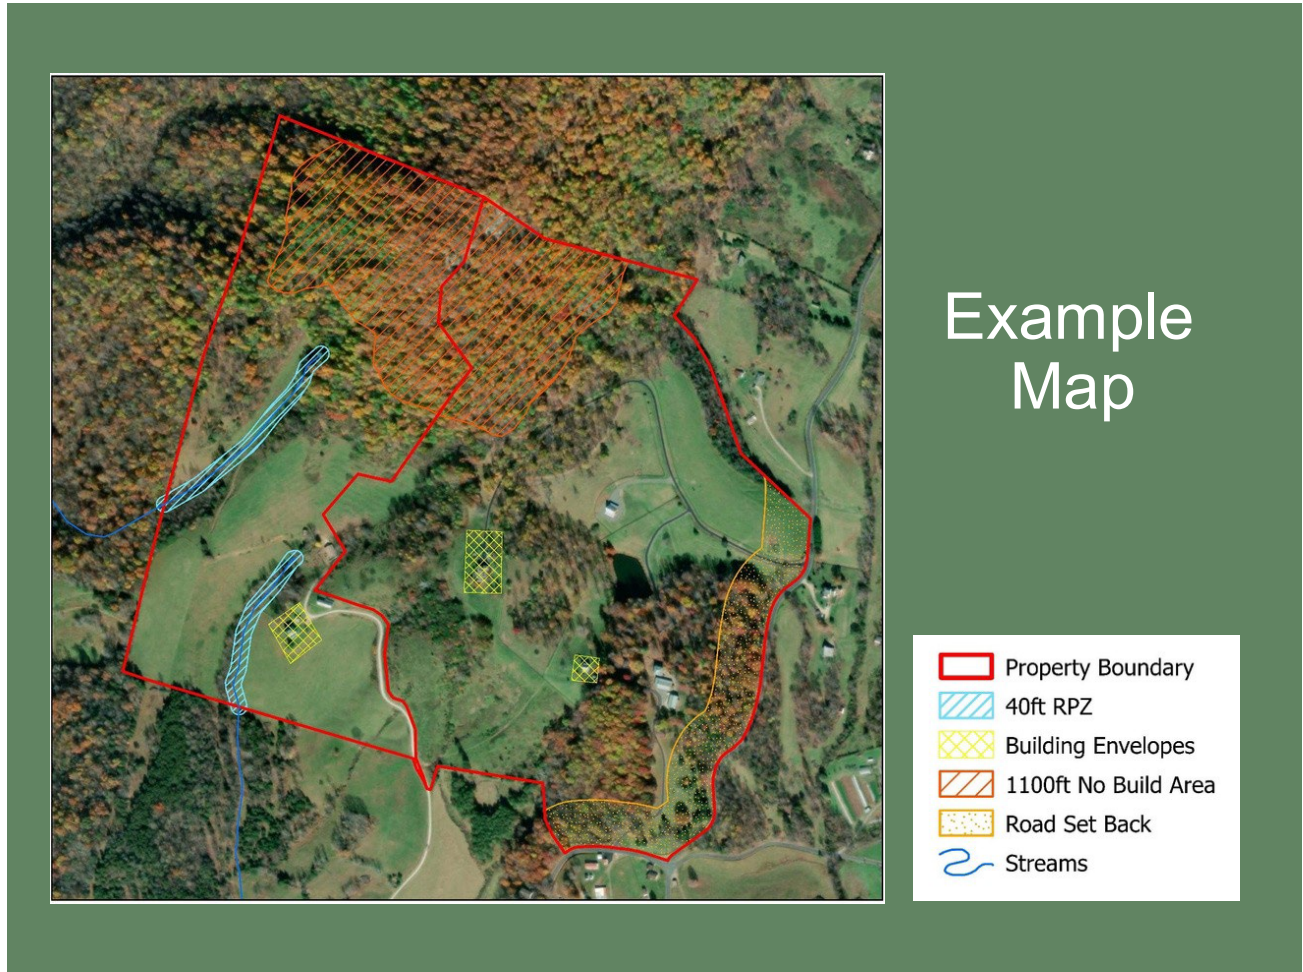 Example
Map
Property Boundary
40ft RPZ
Building Envelopes
1100ft No Build Area
Road Set Back
Streams